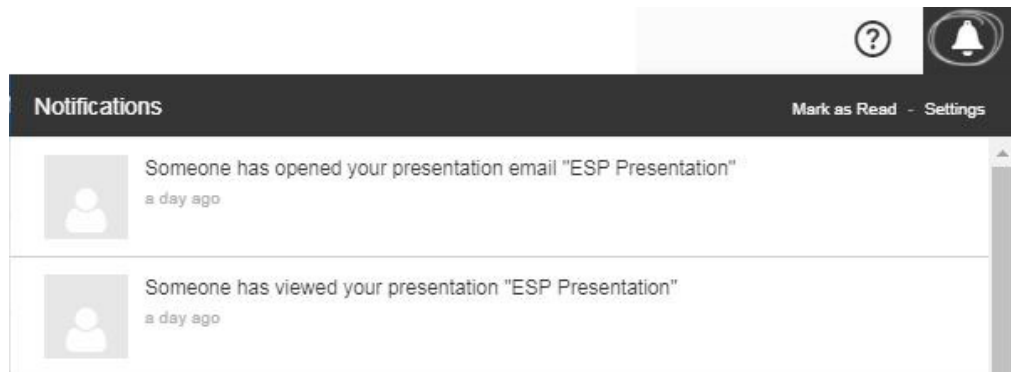 ?
Notifications
Mark as Read - Settings
Someone has opened your presentation email "ESP Presentation"
a day ago
Someone has viewed your presentation "ESP Presentation"
a day ago